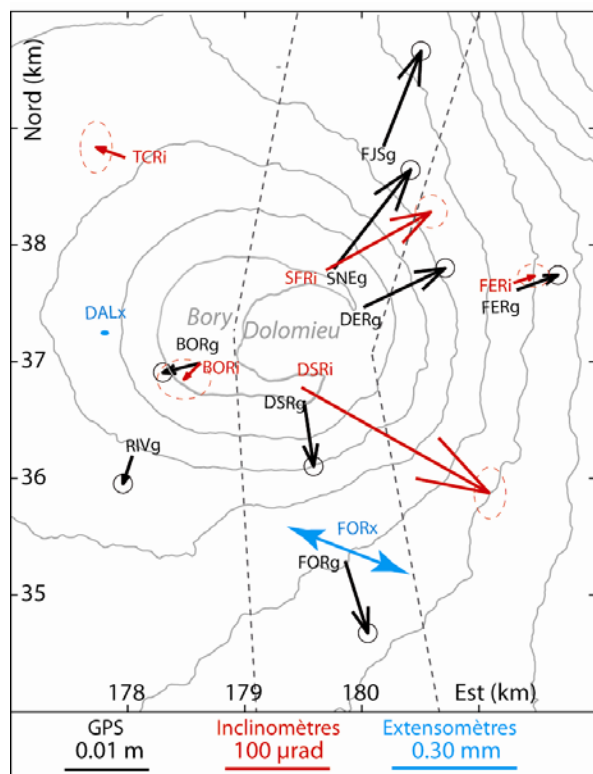 Nord (km)
FJSg
TCRi
38
SFRi
SNEg
FERi
FERg
DALx
Bory
Dolomieu
DERg
37
BORg
BORi
DSRi
DSRg
36
RIVg
FORx
FORg
35
178 179 180 Est (km)
GPS Inclinomètres Extensomètres
0.01 m 100 µrad 0.30 mm